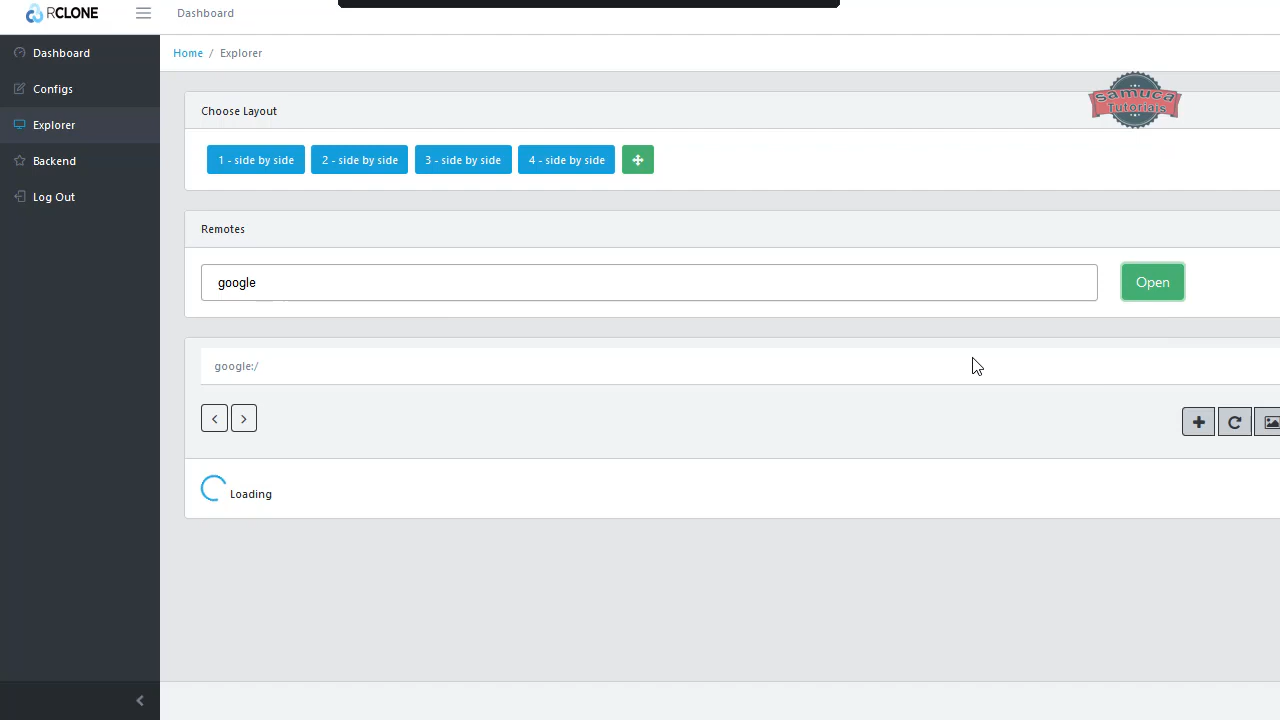 RCLONE
Dashboard
Dashboard
Configs
Explorer
Backend
Log Out
Home / Explorer
samuca
Tutoriais
Choose Layout
1 - side by side
2 - side by side
3 - side by side
4 - side by side
Remotes
google
Open
google:/
Loading